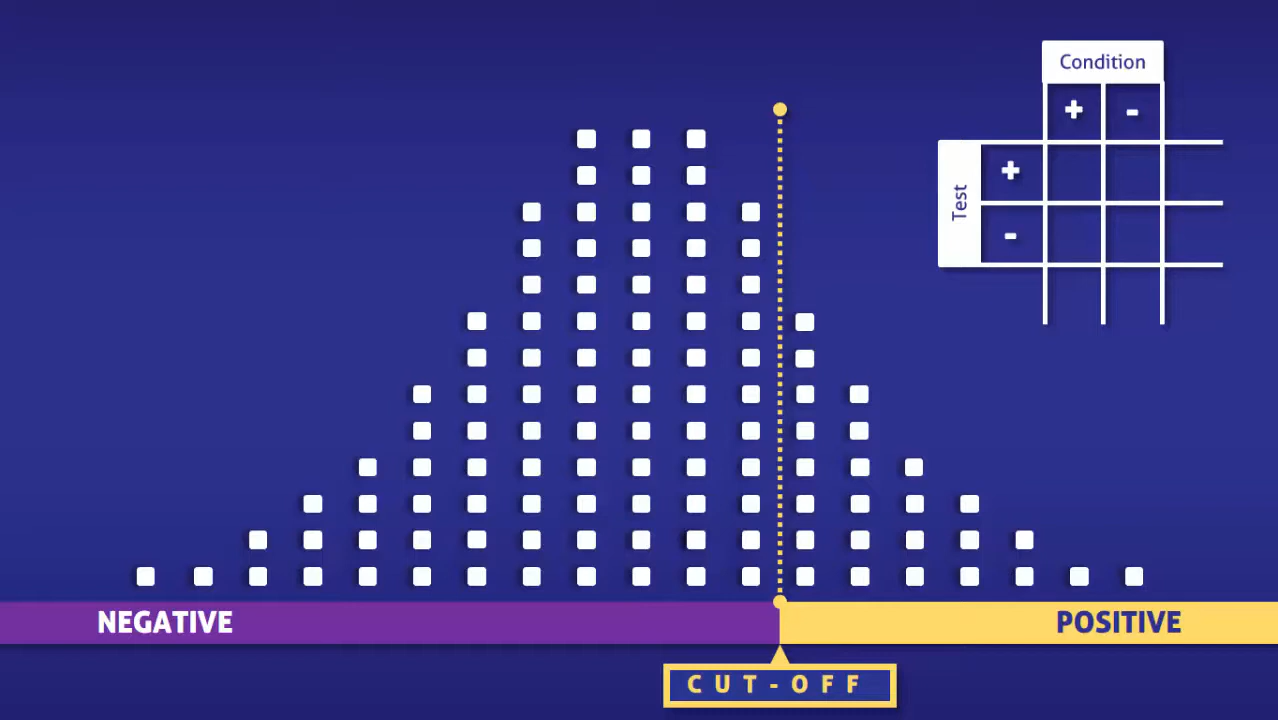 Condition
+ -
Test
+
-
NEGATIVE
POSITIVE
CUT-OFF